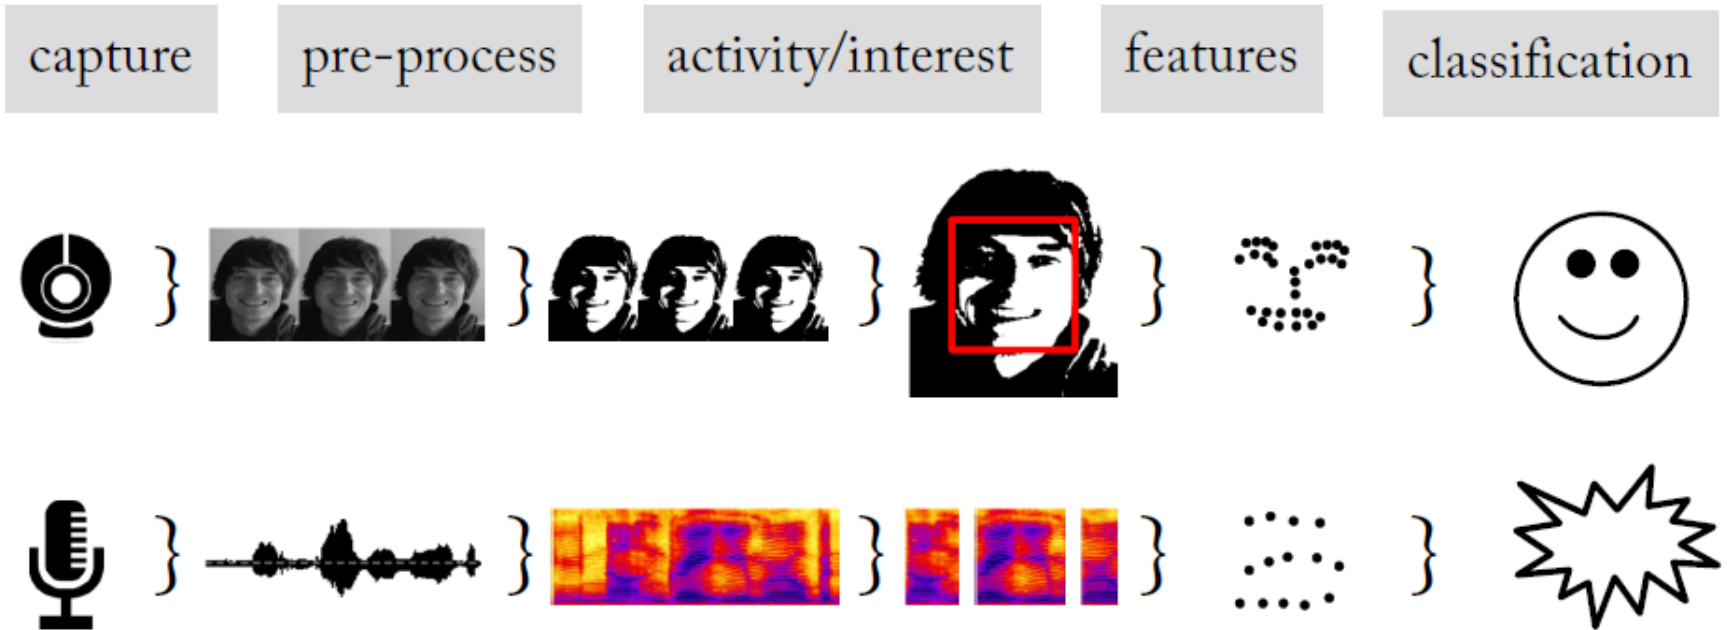 capture
pre-process
activity/interest
features
classification